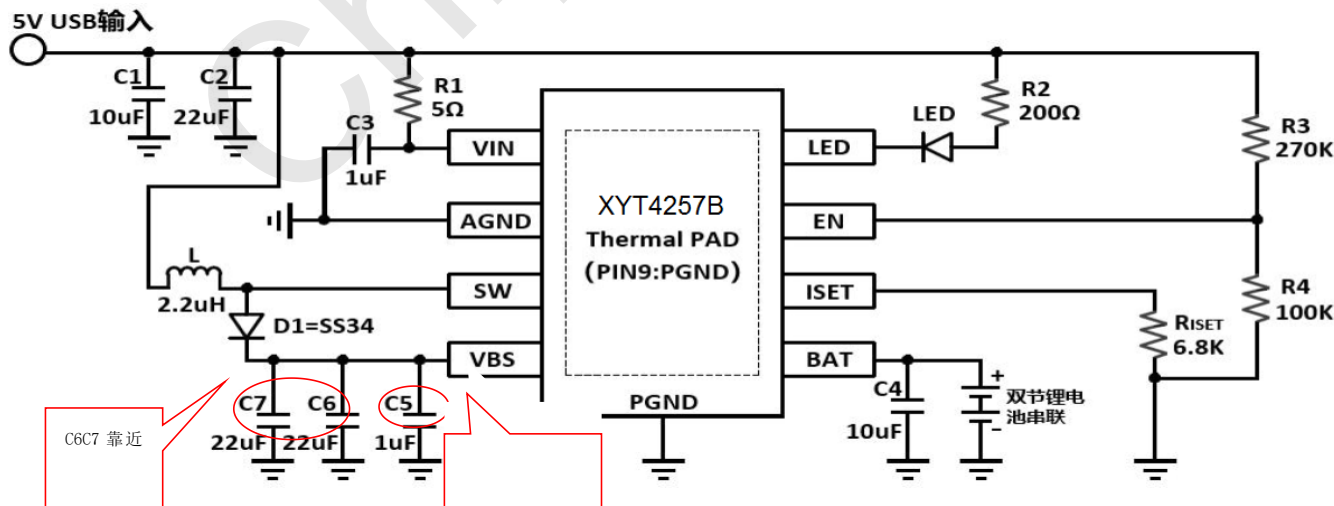 5V USB输入
C1
10uF
C2
22uF
R1
5Ω
C3
1uF
VIN
AGND
SW
VBS
XYT4257B
Thermal PAD
(PIN9:PGND)
PGND
LED
EN
ISET
BAT
LED
R2
200Ω
R3
270K
R4
100K
RISET
6.8K
L
2.2uH
D1=SS34
C7
22uF
C6
22uF
C5
1uF
C4
10uF
+
双节锂电
池串联
-
C6C7 靠近